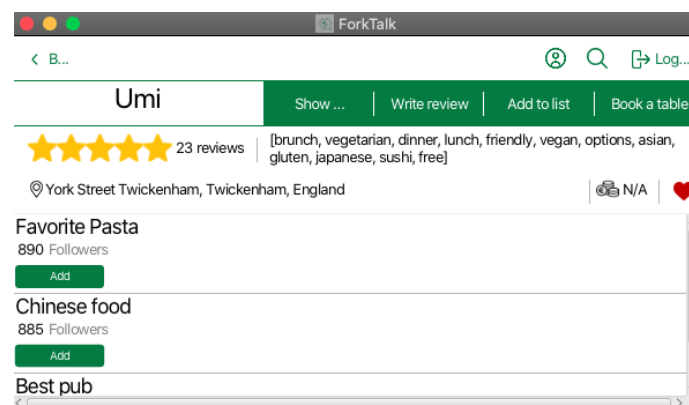 ForkTalk
B...
Log...
Umi
Show ...
Write review
Add to list
Book a table
23 reviews
[brunch, vegetarian, dinner, lunch, friendly, vegan, options, asian,
gluten, japanese, sushi, free]
York Street Twickenham, Twickenham, England
N/A
Favorite Pasta
890 Followers
Add
Chinese food
885 Followers
Add
Best pub